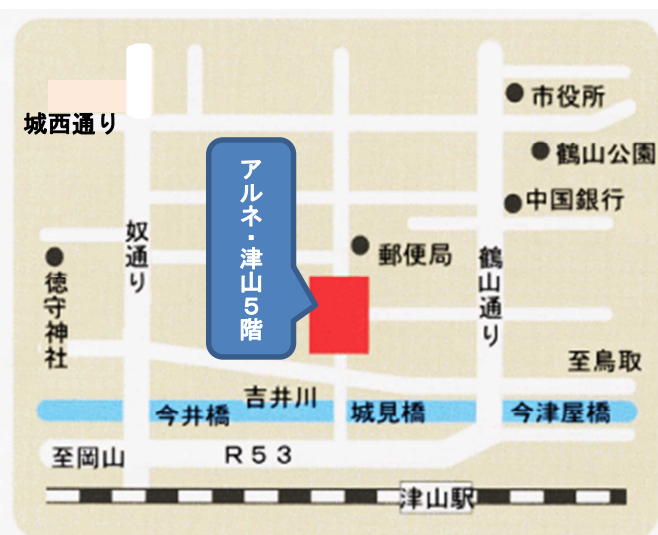 市役所
城西通り
鶴山公園
アルネ・津山５階
中国銀行
奴通り
郵便局
鶴山通り
徳守神社
至鳥取
吉井川
今井橋
城見橋
今津屋橋
至岡山
Ｒ５３
津山駅